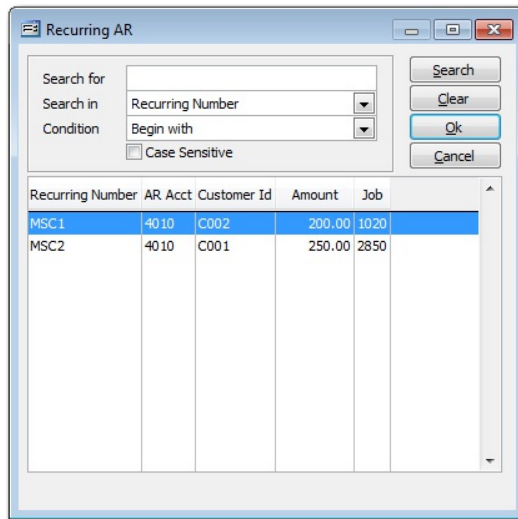 Recurring AR
Search for
Search in Recurring Number
Condition Begin with
Case Sensitive
Search
Clear
Ok
Cancel
Recurring Number AR Acct Customer Id Amount Job
MSC1 4010 C002 200.00 1020
MSC2 4010 C001 250.00 2850